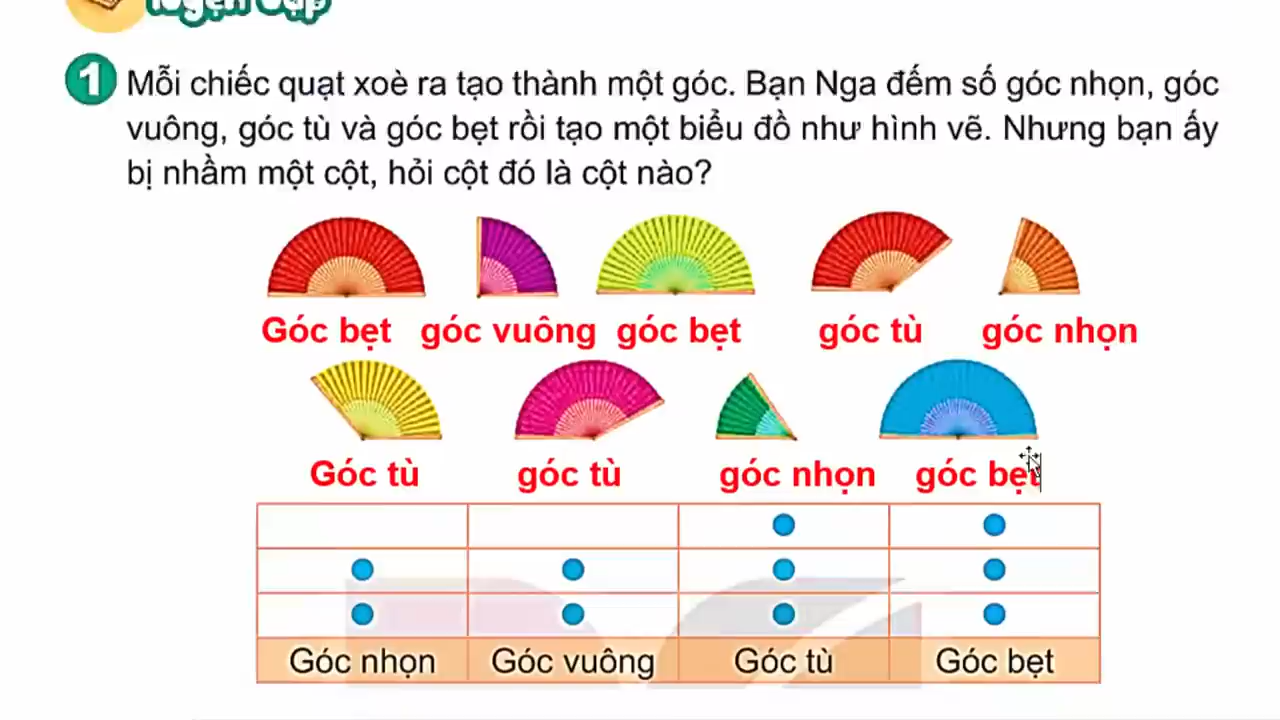 Luyện tập
1 Mỗi chiếc quạt xoè ra tạo thành một góc. Bạn Nga đếm số góc nhọn, góc
vuông, góc tù và góc bẹt rồi tạo một biểu đồ như hình vẽ. Nhưng bạn ấy
bị nhầm một cột, hỏi cột đó là cột nào?
Góc bẹt góc vuông góc bẹt góc tù góc nhọn
Góc tù góc tù góc nhọn góc bẹt
Góc nhọn Góc vuông Góc tù Góc bẹt